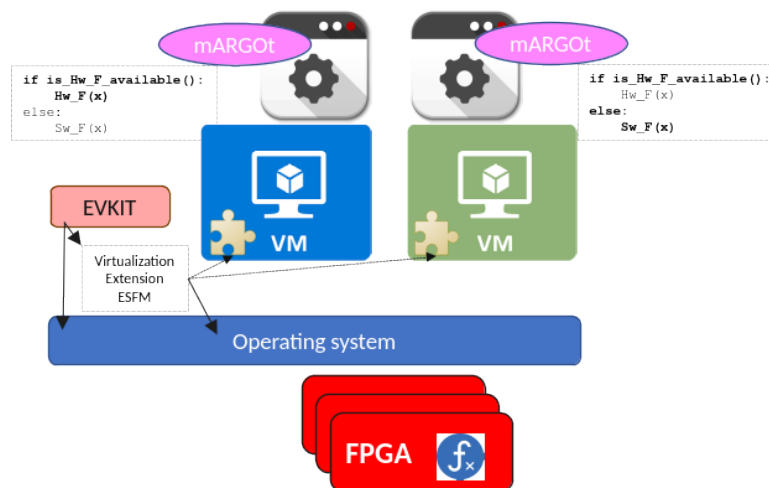 mARGOt
mARGOt
if is_Hw_F_available():
Hw_F(x)
else:
Sw_F(x)
if is_Hw_F_available():
Hw_F(x)
else:
Sw_F(x)
EVKIT
VM
VM
Virtualization
Extension
ESFM
Operating system
FPGA
fx